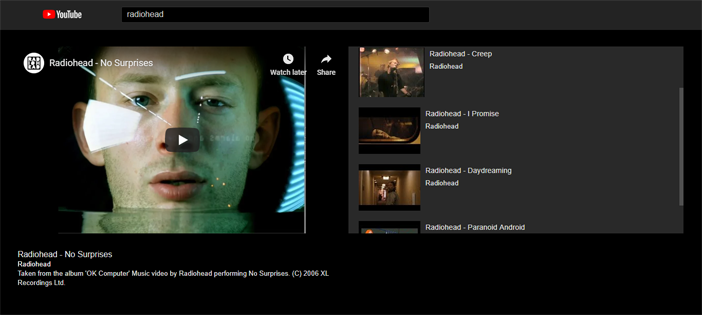 YouTube
radiohead
Radiohead - No Surprises
Watch later
Share
Radiohead - Creep
Radiohead
Radiohead - I Promise
Radiohead
Radiohead - Daydreaming
Radiohead
Radiohead - Paranoid Android
Radiohead - No Surprises
Radiohead
Taken from the album 'OK Computer' Music video by Radiohead performing No Surprises. (C) 2006 XL
Recordings Ltd.